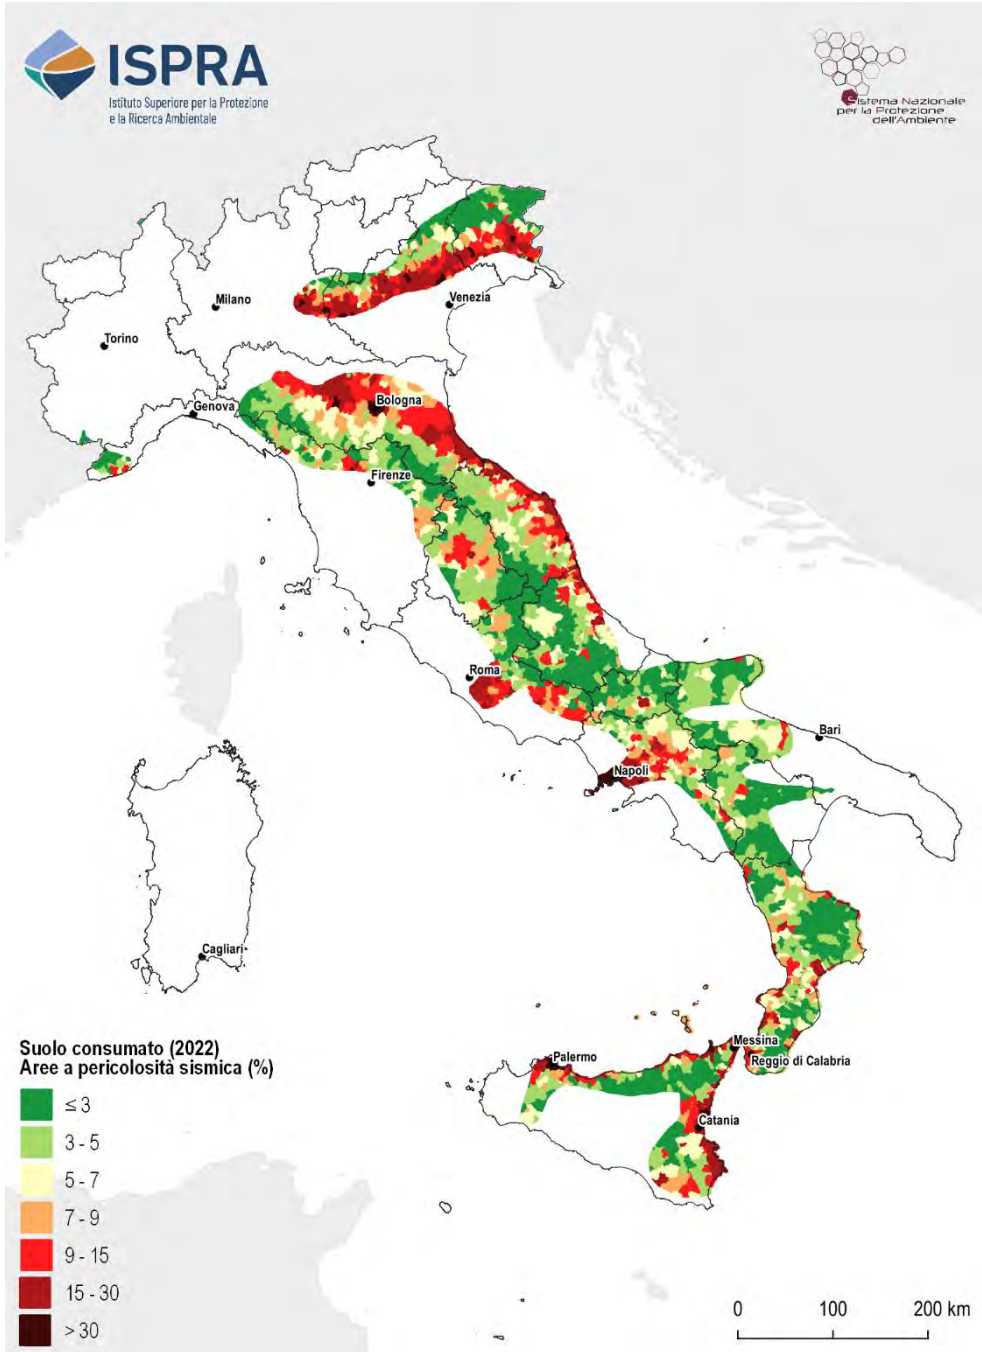 ISPRA
Istituto Superiore per la Protezione
e la Ricerca Ambientale
Sistema Nazionale
per la Protezione
dell'Ambiente
Milano
Venezia
Torino
Genova
Bologna
Firenze
Roma
Bari
Napoli
Cagliari
Messina
Palermo
Reggio di Calabria
Catania
Suolo consumato (2022)
Aree a pericolosità sismica (%)
≤ 3
3 - 5
5 - 7
7 - 9
9 - 15
15 - 30
> 30
0 100 200 km